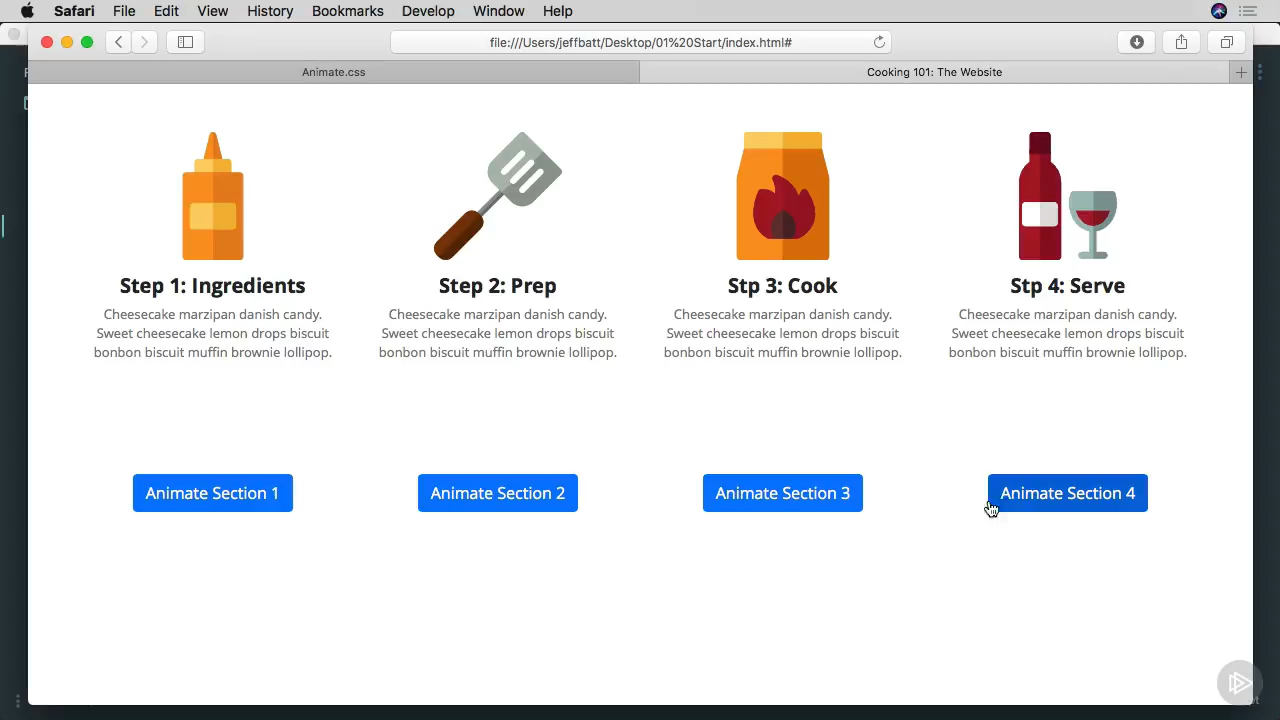 Safari File Edit View History Bookmarks Develop Window Help
file:///Users/jeffbatt/Desktop/01%20Start/index.html#
Animate.css
Cooking 101: The Website
Step 1: Ingredients
Cheesecake marzipan danish candy.
Sweet cheesecake lemon drops biscuit
bonbon biscuit muffin brownie lollipop.
Step 2: Prep
Cheesecake marzipan danish candy.
Sweet cheesecake lemon drops biscuit
bonbon biscuit muffin brownie lollipop.
Stp 3: Cook
Cheesecake marzipan danish candy.
Sweet cheesecake lemon drops biscuit
bonbon biscuit muffin brownie lollipop.
Stp 4: Serve
Cheesecake marzipan danish candy.
Sweet cheesecake lemon drops biscuit
bonbon biscuit muffin brownie lollipop.
Animate Section 1
Animate Section 2
Animate Section 3
Animate Section 4